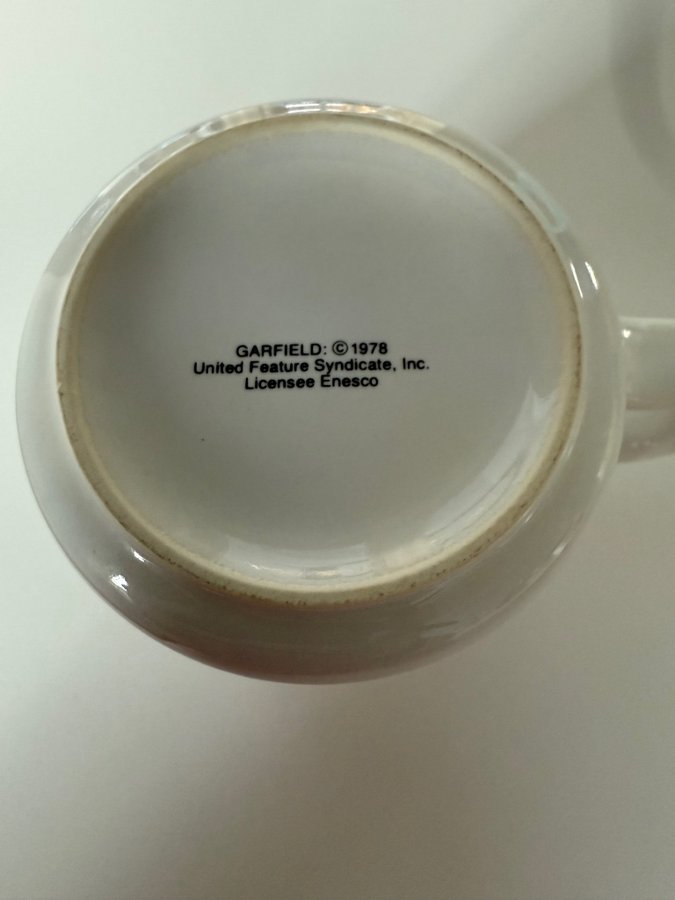 GARFIELD: ©1978
United Feature Syndicate, Inc.
Licensee Enesco